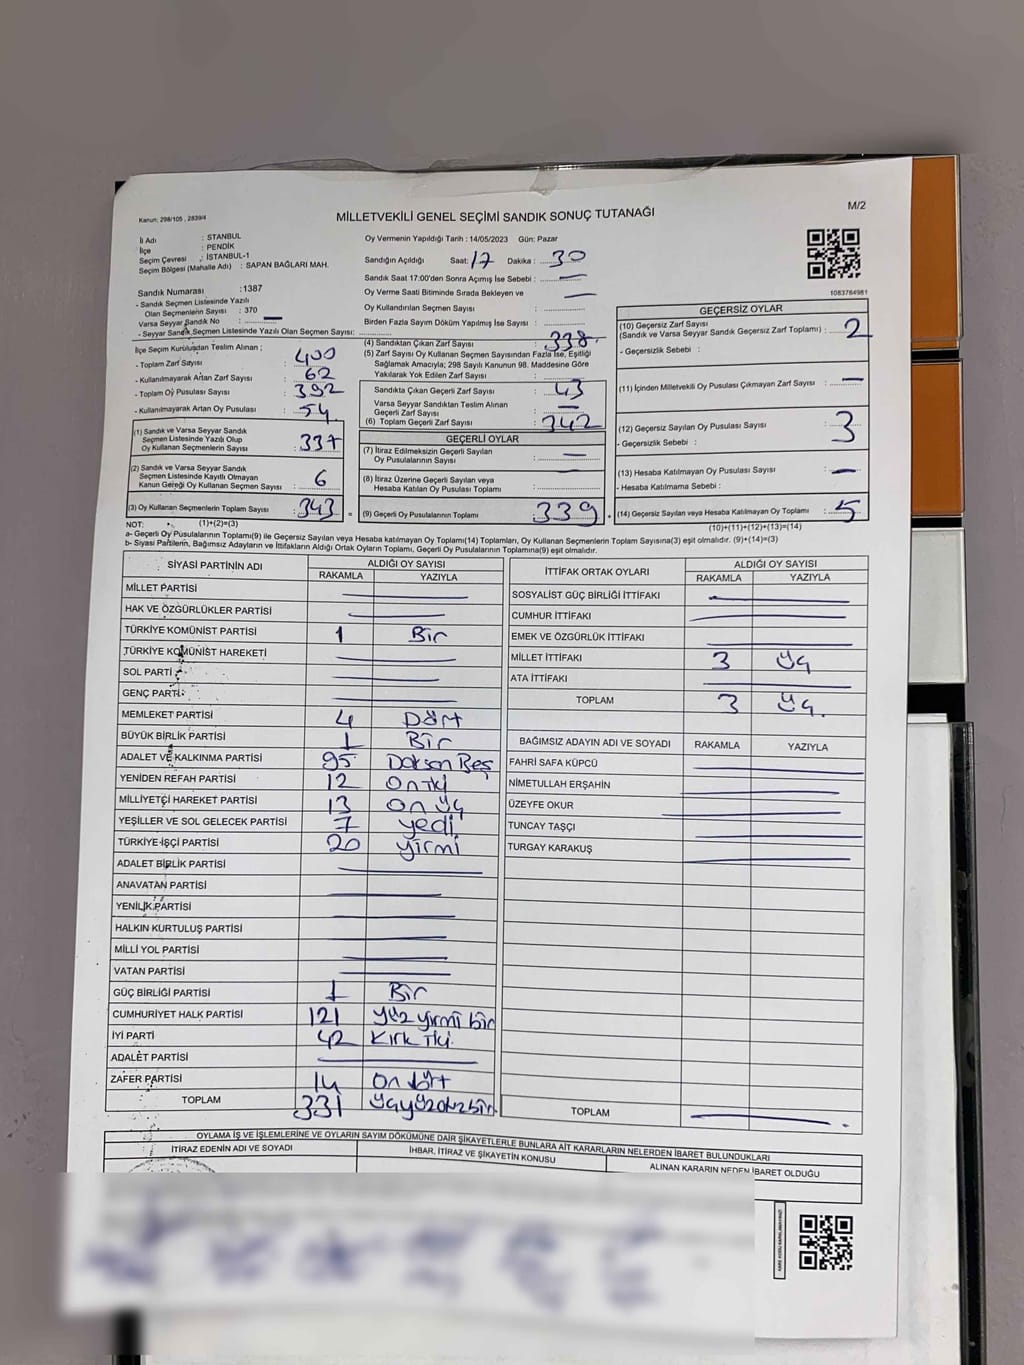 Kanun; 298/105 , 2839/4
MİLLETVEKİLİ GENEL SEÇİMİ SANDIK SONUÇ TUTANAĞI
M/2
İl Adı : STANBUL
İlçe : PENDİK
Seçim Çevresi : İSTANBUL-1
Seçim Bölgesi (Mahalle Adı) : SAPAN BAĞLARI MAH.
Sandık Numarası :1387
- Sandık Seçmen Listesinde Yazılı
Olan Seçmenlerin Sayısı : 370
Varsa Seyyar Sandık No : —
- Seyyar Sandık Seçmen Listesinde Yazılı Olan Seçmen Sayısı:
İlçe Seçim Kurulundan Teslim Alınan ;
- Toplam Zarf Sayısı : 400
- Kullanılmayarak Artan Zarf Sayısı : 62
- Toplam Oy Pusulası Sayısı : 392
- Kullanılmayarak Artan Oy Pusulası : 54
(1) Sandık ve Varsa Seyyar Sandık
Seçmen Listesinde Yazılı Olup
Oy Kullanan Seçmenlerin Sayısı : 337
(2) Sandık ve Varsa Seyyar Sandık
Seçmen Listesinde Kayıtlı Olmayan
Kanun Gereği Oy Kullanan Seçmen Sayısı : 6
(3) Oy Kullanan Seçmenlerin Toplam Sayısı : 343
Oy Vermenin Yapıldığı Tarih : 14/05/2023 Gün: Pazar
Sandığın Açıldığı Saat: 17 Dakika : 30
Sandık Saat 17:00'den Sonra Açımış İse Sebebi : —
Oy Verme Saati Bitiminde Sırada Bekleyen ve —
Oy Kullandırılan Seçmen Sayısı :
Birden Fazla Sayım Döküm Yapılmış İse Sayısı :
(4) Sandıktan Çıkan Zarf Sayısı : 338
(5) Zarf Sayısı Oy Kullanan Seçmen Sayısından Fazla İse, Eşitliği
Sağlamak Amacıyla; 298 Sayılı Kanunun 98. Maddesine Göre
Yakılarak Yok Edilen Zarf Sayısı :
Sandıkta Çıkan Geçerli Zarf Sayısı : 43
Varsa Seyyar Sandıktan Teslim Alınan
Geçerli Zarf Sayısı : —
(6) Toplam Geçerli Zarf Sayısı : 342
GEÇERLİ OYLAR
(7) İtiraz Edilmeksizin Geçerli Sayılan
Oy Pusulalarının Sayısı : —
(8) İtiraz Üzerine Geçerli Sayılan veya
Hesaba Katılan Oy Pusulası Toplamı :
= (9) Geçerli Oy Pusulalarının Toplamı 339
1083764961
GEÇERSİZ OYLAR
(10) Geçersiz Zarf Sayısı
(Sandık ve Varsa Seyyar Sandık Geçersiz Zarf Toplamı) : 2
- Geçersizlik Sebebi :
(11) İçinden Milletvekili Oy Pusulası Çıkmayan Zarf Sayısı : —
(12) Geçersiz Sayılan Oy Pusulası Sayısı : 3
- Geçersizlik Sebebi :
(13) Hesaba Katılmayan Oy Pusulası Sayısı : —
- Hesaba Katılmama Sebebi :
(14) Geçersiz Sayılan veya Hesaba Katılmayan Oy Toplamı : 5
NOT: (1)+(2)=(3)
(10)+(11)+(12)+(13)=(14)
a- Geçerli Oy Pusulaları Toplamı(9) ile Geçersiz Sayılan veya Hesaba katılmayan Oy Toplamı(14) Toplamları, Oy Kullanan Seçmenlerin Toplam Sayısına(3) eşit olmalıdır. (9)+(14)=(3)
b- Siyasi Partilerin, Bağımsız Adayların ve İttifakların Aldığı Ortak Oyların Toplamı, Geçerli Oy Pusulalarının Toplamına(9) eşit olmalıdır.
SİYASİ PARTİNİN ADI ALDIĞI OY SAYISI
RAKAMLA YAZIYLA
MİLLET PARTİSİ —
HAK VE ÖZGÜRLÜKLER PARTİSİ —
TÜRKİYE KOMÜNİST PARTİSİ 1 Bir
TÜRKİYE KOMÜNİST HAREKETİ —
SOL PARTİ —
GENÇ PARTİ —
MEMLEKET PARTİSİ 4 Dört
BÜYÜK BİRLİK PARTİSİ 1 Bir
ADALET VE KALKINMA PARTİSİ 95 Doksan Beş
YENİDEN REFAH PARTİSİ 12 on iki
MİLLİYETÇİ HAREKET PARTİSİ 13 on üç
YEŞİLLER VE SOL GELECEK PARTİSİ 7 yedi
TÜRKİYE İŞÇİ PARTİSİ 20 yirmi
ADALET BİRLİK PARTİSİ —
ANAVATAN PARTİSİ —
YENİLİK PARTİSİ —
HALKIN KURTULUŞ PARTİSİ —
MİLLİ YOL PARTİSİ —
VATAN PARTİSİ —
GÜÇ BİRLİĞİ PARTİSİ 1 Bir
CUMHURİYET HALK PARTİSİ 121 yüz yirmi bir
İYİ PARTİ 42 kırk iki
ADALET PARTİSİ —
ZAFER PARTİSİ 14 on dört
TOPLAM 331 üçyüzotuzbir
İTTİFAK ORTAK OYLARI ALDIĞI OY SAYISI
RAKAMLA YAZIYLA
SOSYALİST GÜÇ BİRLİĞİ İTTİFAKI —
CUMHUR İTTİFAKI —
EMEK VE ÖZGÜRLÜK İTTİFAKI —
MİLLET İTTİFAKI 3 üç
ATA İTTİFAKI —
TOPLAM 3 üç.
BAĞIMSIZ ADAYIN ADI VE SOYADI RAKAMLA YAZIYLA
FAHRİ SAFA KÜPCÜ —
NİMETULLAH ERŞAHİN —
ÜZEYFE OKUR —
TUNCAY TAŞÇI —
TURGAY KARAKUŞ —
TOPLAM —
OYLAMA İŞ VE İŞLEMLERİNE VE OYLARIN SAYIM DÖKÜMÜNE DAİR ŞİKAYETLERLE BUNLARA AİT KARARLARIN NELERDEN İBARET BULUNDUKLARI
İTİRAZ EDENİN ADI VE SOYADI İHBAR, İTİRAZ VE ŞİKAYETİN KONUSU ALINAN KARARIN NEDEN İBARET OLDUĞU